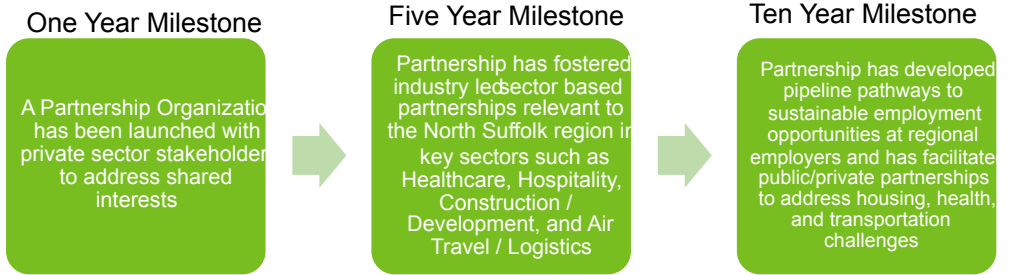 One Year Milestone
A Partnership Organizatio
has been launched with
private sector stakeholder
to address shared
interests
Five Year Milestone
Partnership has fostered
industry ledsector based
partnerships relevant to
the North Suffolk region in
key sectors such as
Healthcare, Hospitality,
Construction /
Development, and Air
Travel / Logistics
Ten Year Milestone
Partnership has developed
pipeline pathways to
sustainable employment
opportunities at regional
employers and has facilitate
public/private partnerships
to address housing, health,
and transportation
challenges